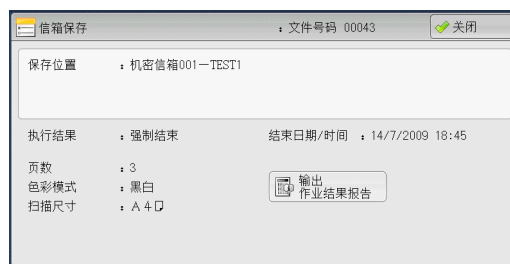 信箱保存 : 文件号码 00043 关闭
保存位置 : 机密信箱001－TEST1
执行结果 : 强制结束 结束日期/时间 : 14/7/2009 18:45
页数 : 3
色彩模式 : 黑白
扫描尺寸 : A4
输出
作业结果报告